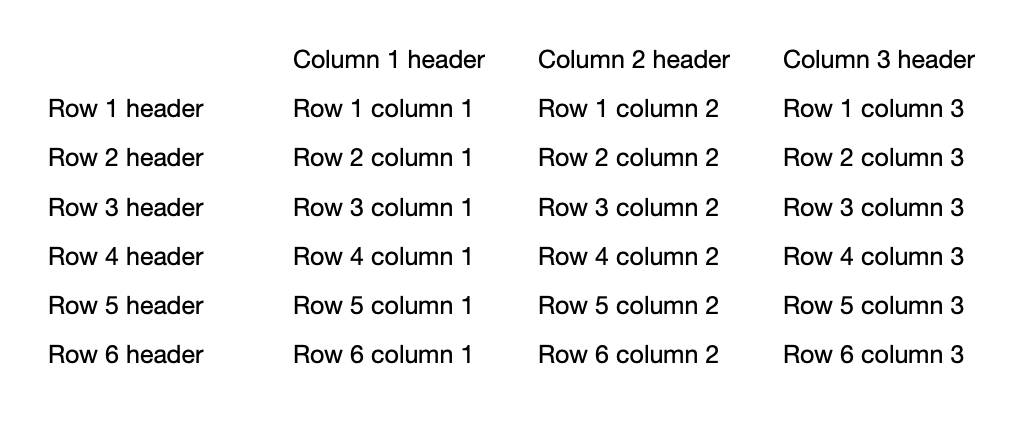 Column 1 header Column 2 header Column 3 header
Row 1 header Row 1 column 1 Row 1 column 2 Row 1 column 3
Row 2 header Row 2 column 1 Row 2 column 2 Row 2 column 3
Row 3 header Row 3 column 1 Row 3 column 2 Row 3 column 3
Row 4 header Row 4 column 1 Row 4 column 2 Row 4 column 3
Row 5 header Row 5 column 1 Row 5 column 2 Row 5 column 3
Row 6 header Row 6 column 1 Row 6 column 2 Row 6 column 3